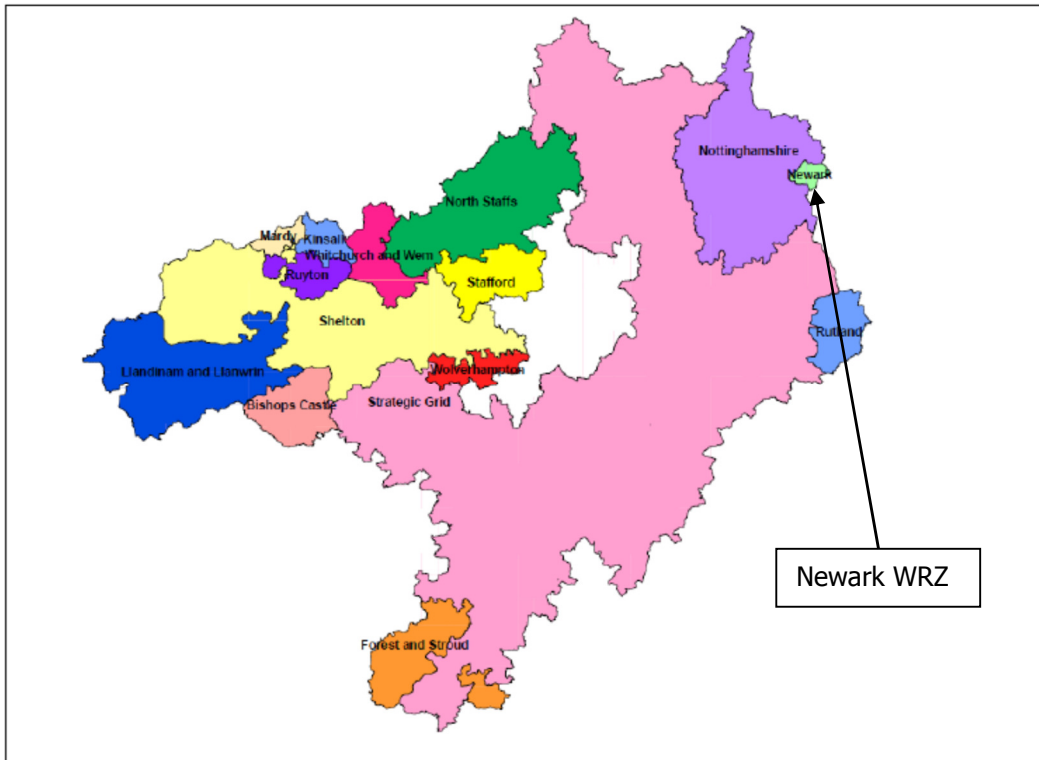 Nottinghamshire
Newark
North Staffs
Mardy
Kinsall
Whitchurch and Wem
Ruyton
Stafford
Shelton
Rutland
Llandinam and Llanwrin
Wolverhampton
Bishops Castle
Strategic Grid
Newark WRZ
Forest and Stroud